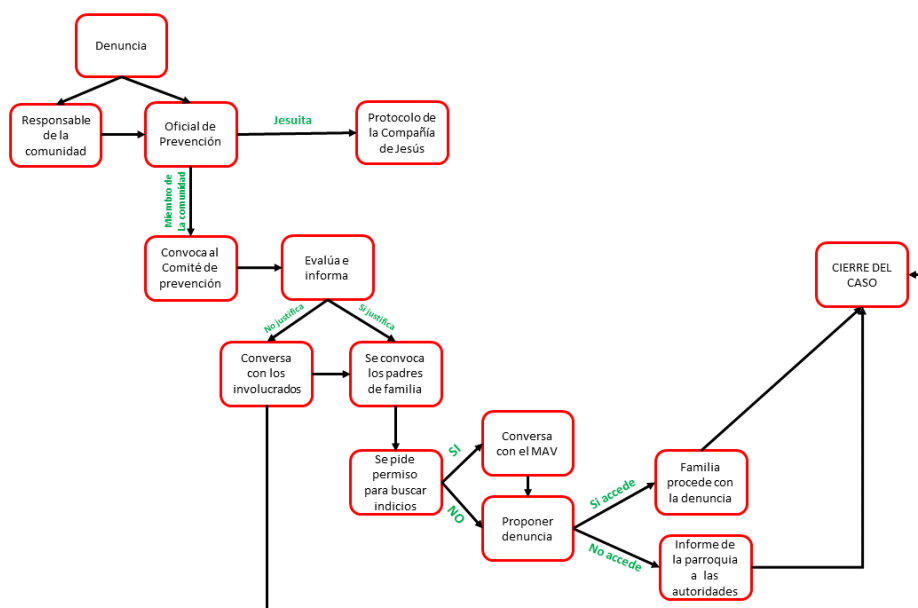 Denuncia
Responsable
de la
comunidad
Oficial de
Prevención
Jesuita
Protocolo de
la Compañía
de Jesús
Miembro de
La comunidad
Convoca al
Comité de
prevención
Evalúa e
informa
CIERRE DEL
CASO
No justifica
Si justifica
Conversa
con los
involucrados
Se convoca
los padres
de familia
Se pide
permiso
para buscar
indicios
SI
NO
Conversa
con el MAV
Proponer
denuncia
Si accede
No accede
Familia
procede con
la denuncia
Informe de
la parroquia
a las
autoridades